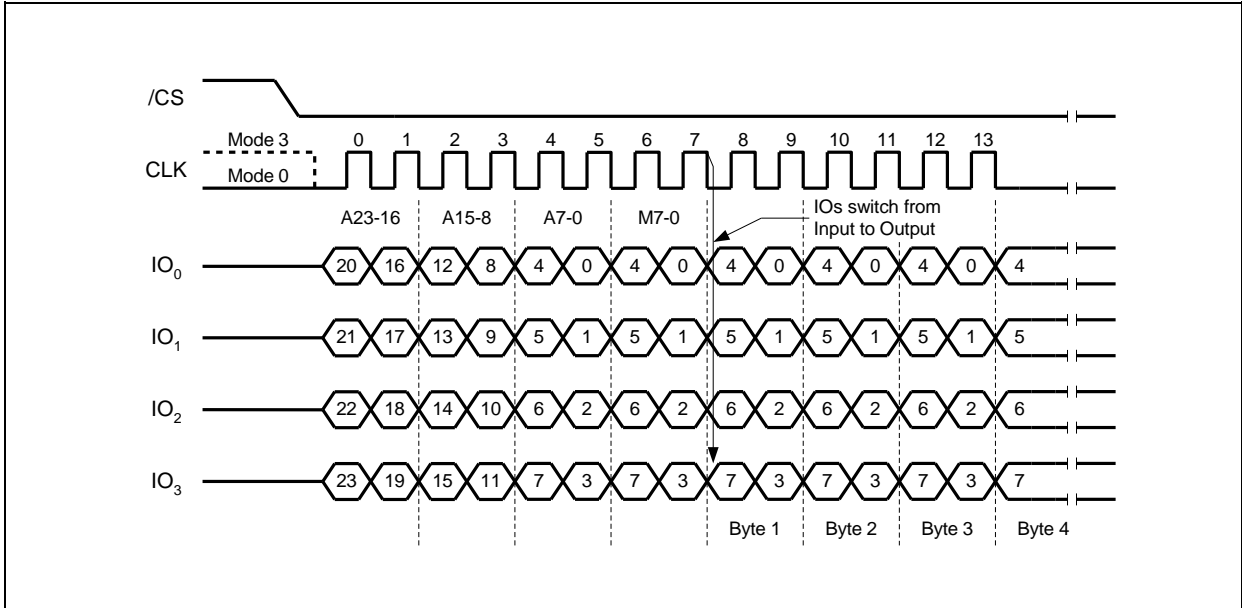 /CS
Mode 3 0 1 2 3 4 5 6 7 8 9 10 11 12 13
CLK
Mode 0
A23-16 A15-8 A7-0 M7-0 IOs switch from
Input to Output
IO0 20 16 12 8 4 0 4 0 4 0 4 0 4 0 4
IO1 21 17 13 9 5 1 5 1 5 1 5 1 5 1 5
IO2 22 18 14 10 6 2 6 2 6 2 6 2 6 2 6
IO3 23 19 15 11 7 3 7 3 7 3 7 3 7 3 7
Byte 1 Byte 2 Byte 3 Byte 4